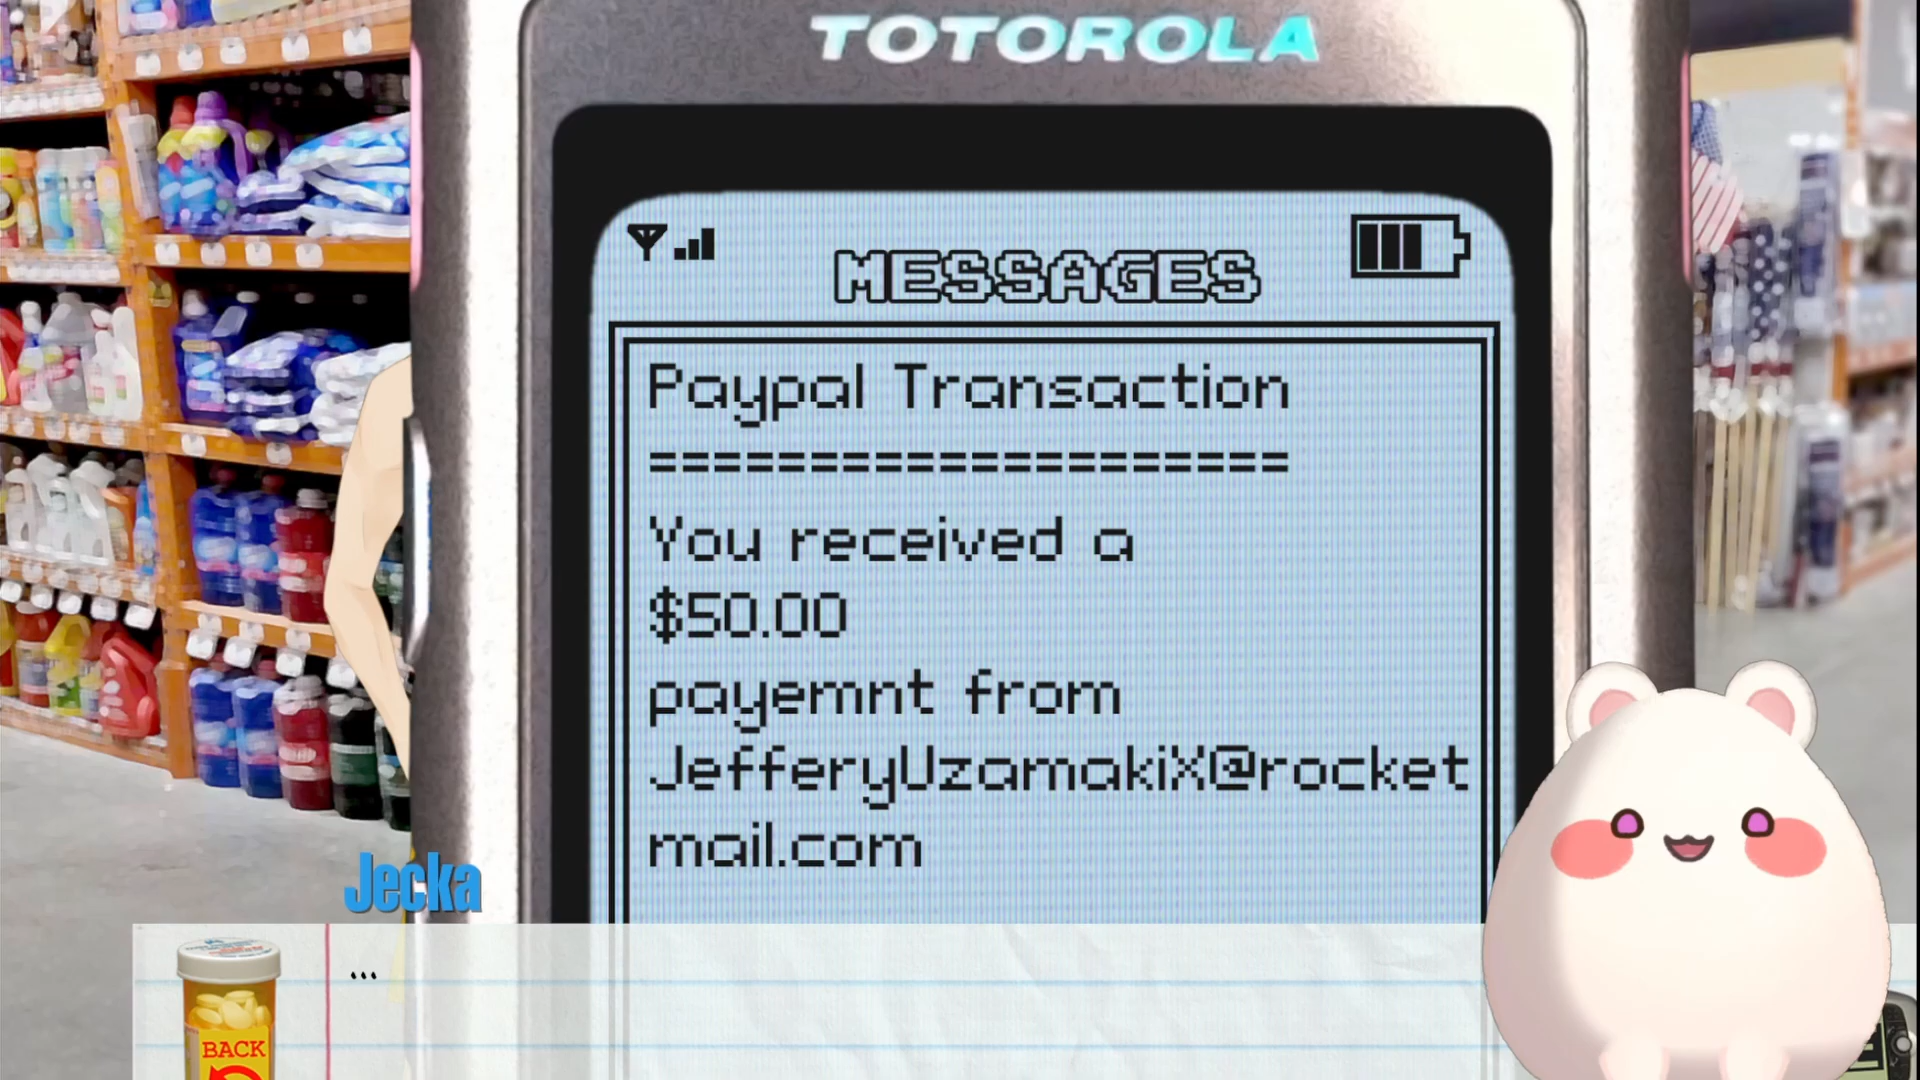 TOTOROLA
MESSAGES
Paypal Transaction
====================
You received a
$50.00
payemnt from
JefferyUzamakiX@rocket
mail.com
Jecka
...
BACK